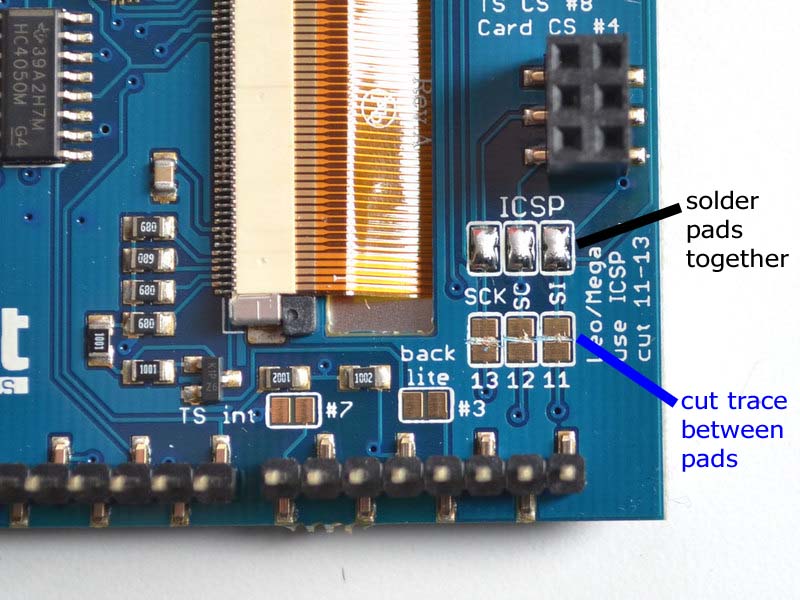 TS CS #8
Card CS #4
39A2H7M
HC4050M
G4
Rev A
ICSP
solder
pads
together
680
089
680
680
SCK
SO
SI
Leo/Mega
use ICSP
cut 11-13
1001
1001
2001
1002
back
lite
13
12
11
TS int
#7
#3
cut trace
between
pads
t